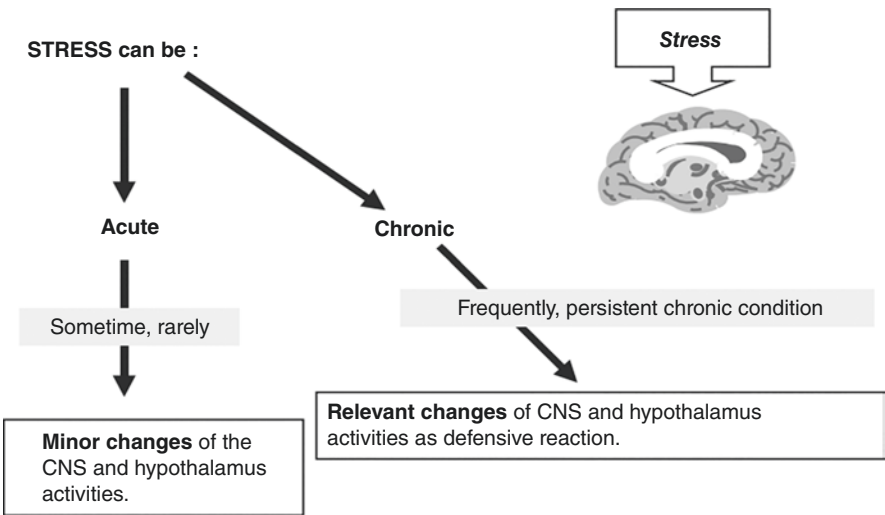 STRESS can be :
Stress
Acute
Chronic
Sometime, rarely
Frequently, persistent chronic condition
Minor changes of the
CNS and hypothalamus
activities.
Relevant changes of CNS and hypothalamus
activities as defensive reaction.